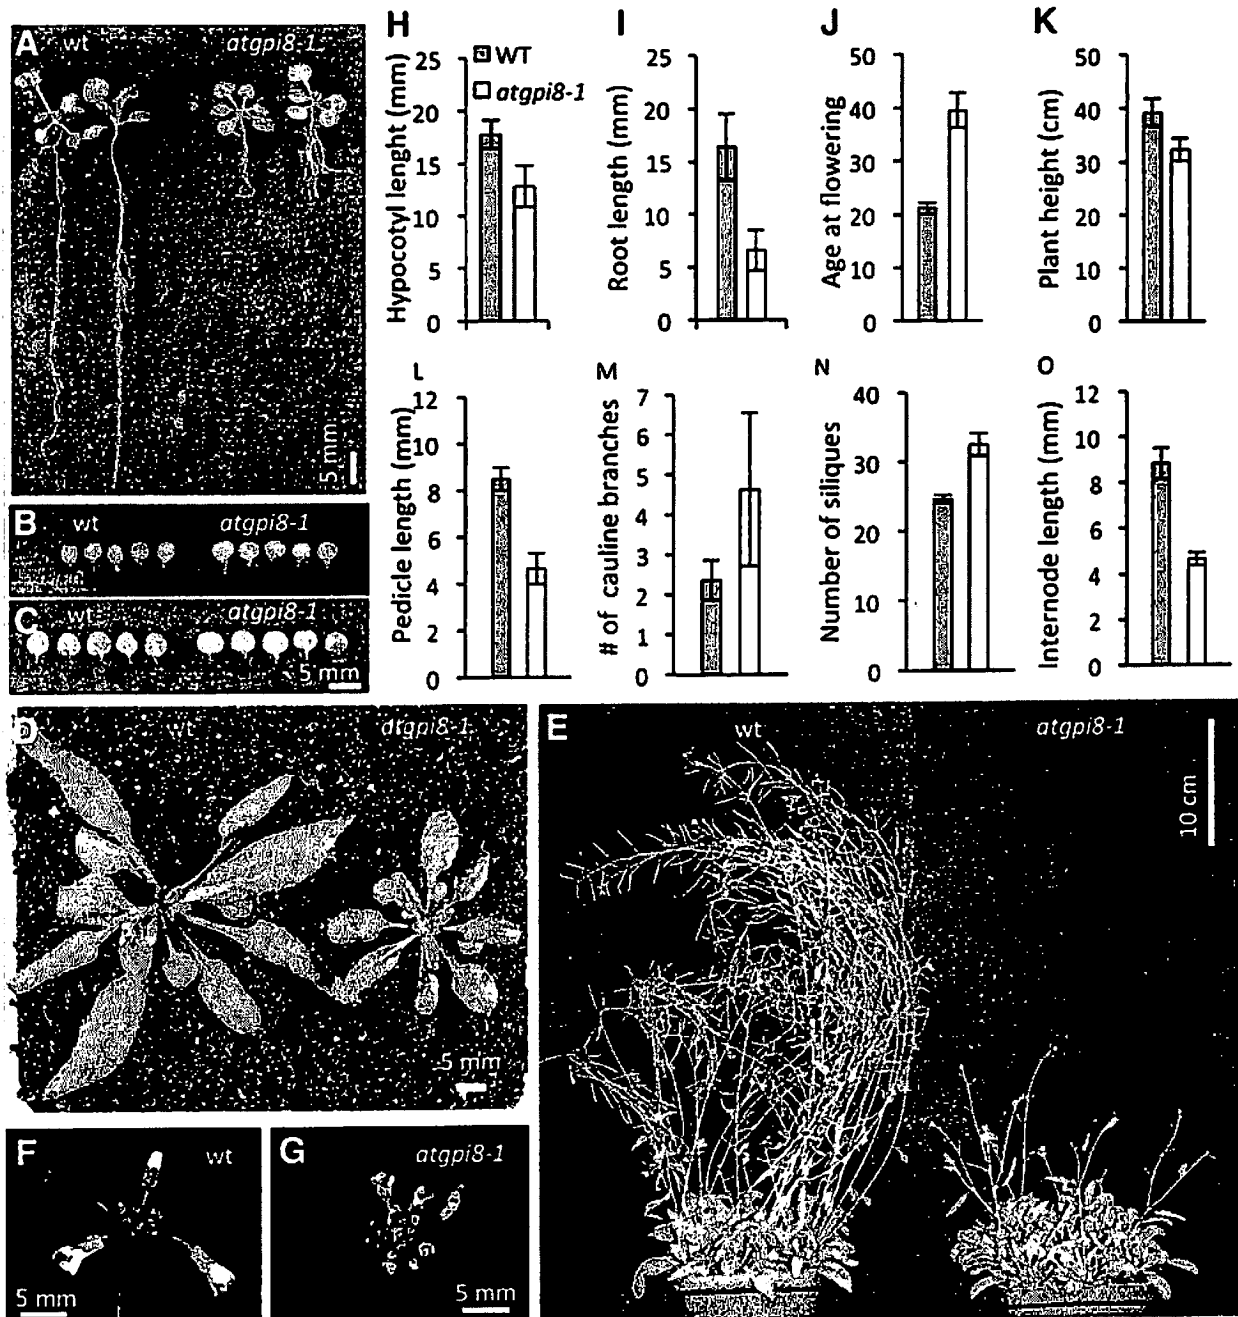 A wt atgpi8-1
5 mm
B wt atgpi8-1
C wt atgpi8-1
5 mm
H
WT
atgpi8-1
Hypocotyl lenght (mm)
25
20
15
10
5
0
I
Root length (mm)
25
20
15
10
5
0
J
Age at flowering
50
40
30
20
10
0
K
Plant height (cm)
50
40
30
20
10
0
L
Pedicle length (mm)
12
10
8
6
4
2
0
M
# of cauline branches
7
6
5
4
3
2
1
0
N
Number of siliques
40
30
20
10
0
O
Internode length (mm)
12
10
8
6
4
2
0
D wt atgpi8-1
5 mm
E wt atgpi8-1
10 cm
F wt
5 mm
G atgpi8-1
5 mm